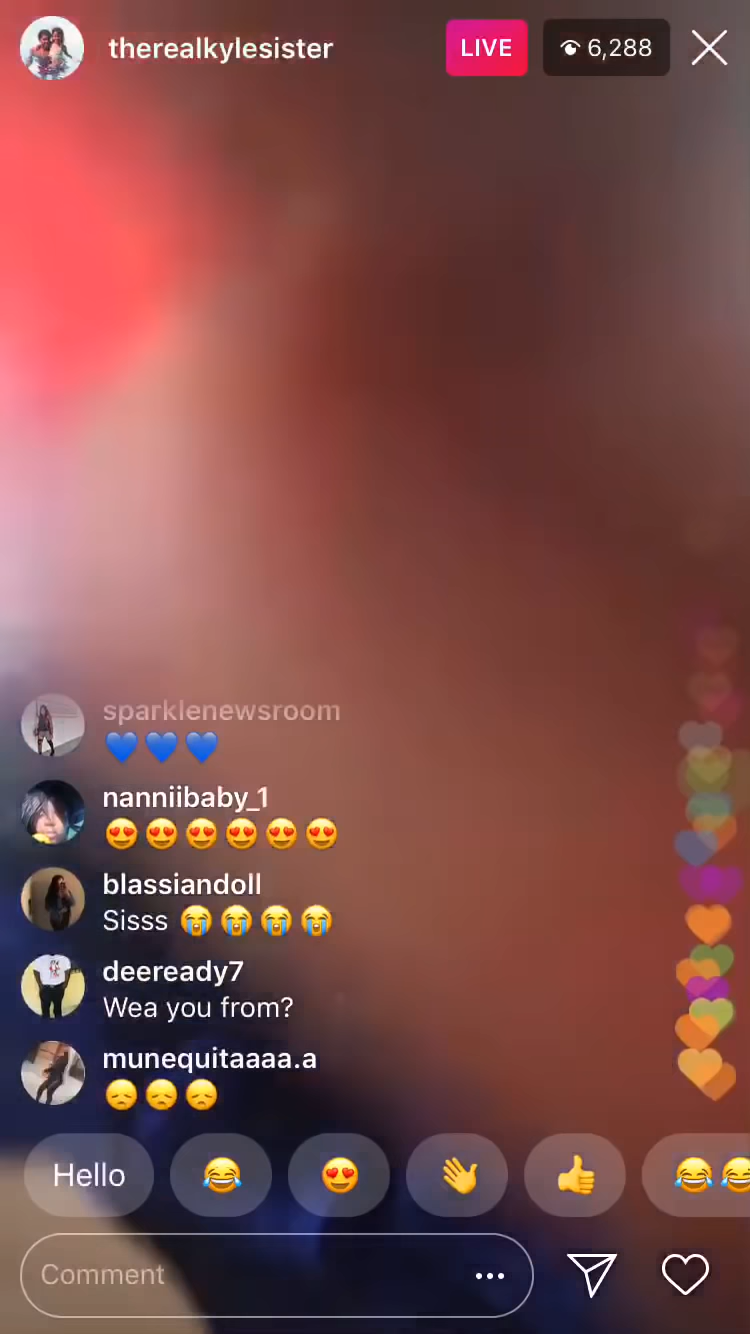 therealkylesister LIVE 6,288
sparklenewsroom
💙 💙 💙
nanniibaby_1
😍 😍 😍 😍 😍 😍
blassiandoll
Sisss 😭 😭 😭 😭
deeready7
Wea you from?
munequitaaaa.a
😞 😞 😞
Hello 😂 😍 👋 👍 😂 😂
Comment